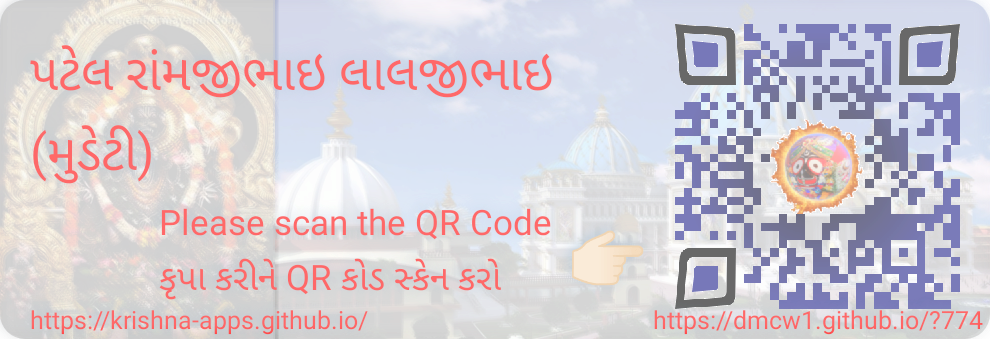 પટેલ રાંમજીભાઇ લાલજીભાઇ
(મુડેટી)
Please scan the QR Code
કૃપા કરીને QR કોડ સ્કેન કરો
https://krishna-apps.github.io/
https://dmcw1.github.io/?774